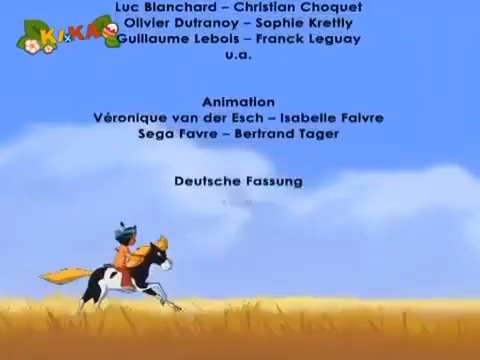 Luc Blanchard – Christian Choquet
Olivier Dutranoy – Sophie Krettly
KiKA
Guillaume Lebois – Franck Leguay
u.a.
Animation
Véronique van der Esch – Isabelle Faivre
Sega Favre – Bertrand Tager
Deutsche Fassung